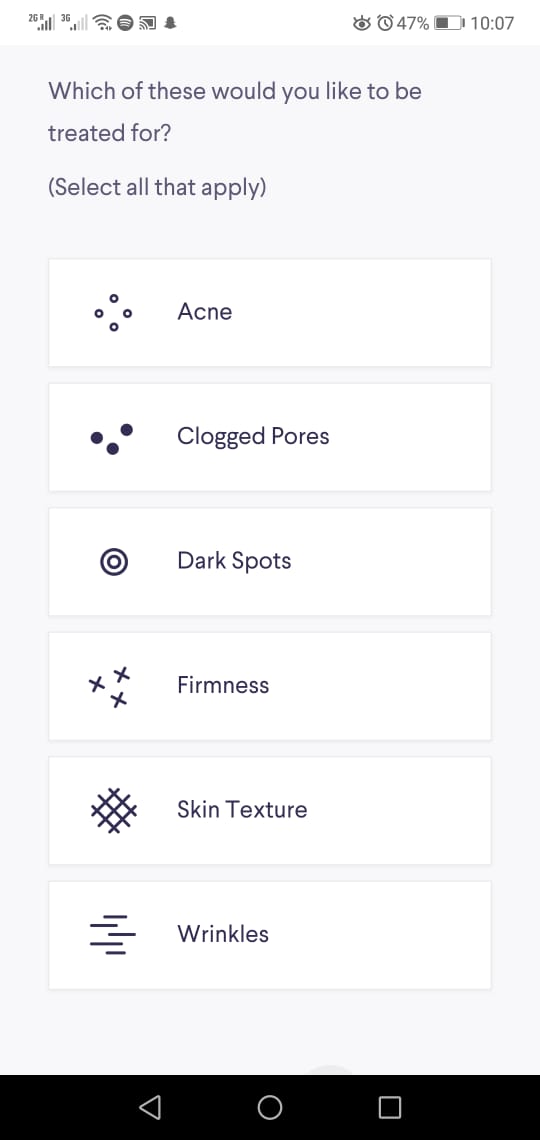 2G R 3G 47% 10:07
Which of these would you like to be
treated for?
(Select all that apply)
Acne
Clogged Pores
Dark Spots
Firmness
Skin Texture
Wrinkles